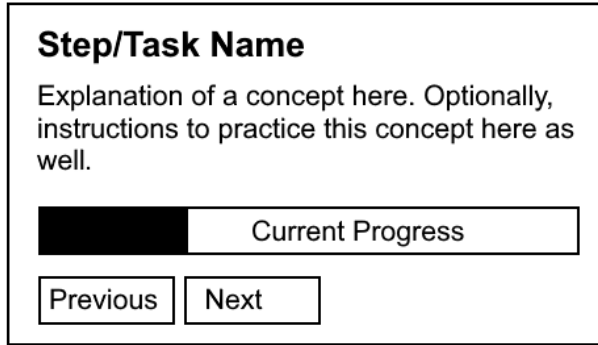 Step/Task Name
Explanation of a concept here. Optionally,
instructions to practice this concept here as
well.
Current Progress
Previous
Next